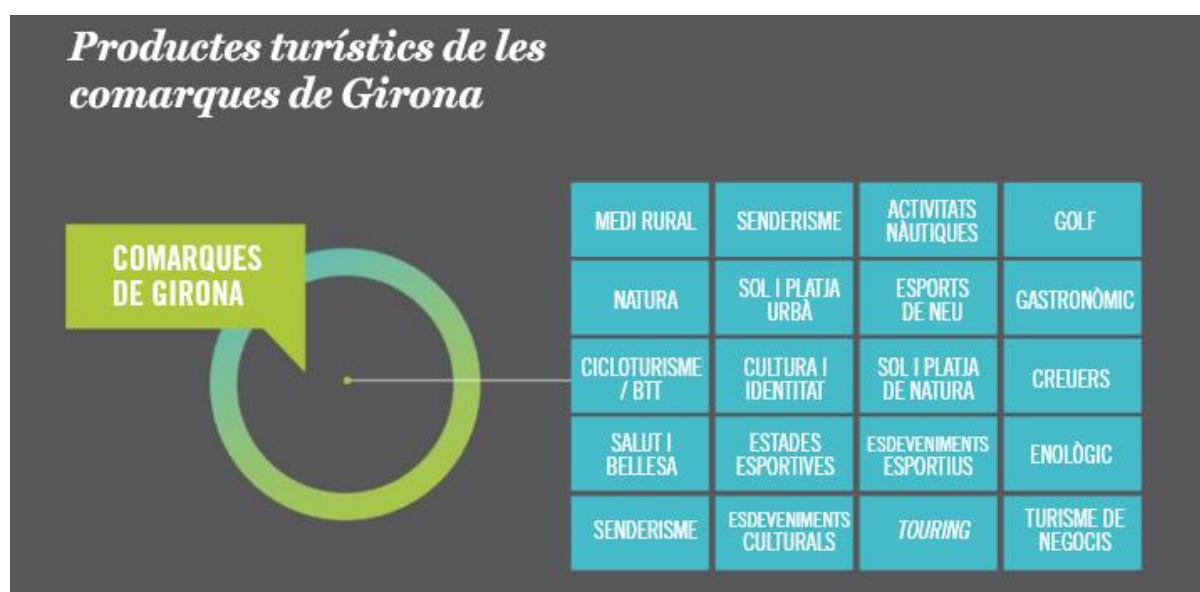 Productes turístics de les
comarques de Girona
COMARQUES
DE GIRONA
MEDI RURAL
SENDERISME
ACTIVITATS
NÀUTIQUES
GOLF
NATURA
SOL I PLATJA
URBÀ
ESPORTS
DE NEU
GASTRONÒMIC
CICLOTURISME
/ BTT
CULTURA I
IDENTITAT
SOL I PLATJA
DE NATURA
CREUERS
SALUT I
BELLESA
ESTADES
ESPORTIVES
ESDEVENIMENTS
ESPORTIUS
ENOLÒGIC
SENDERISME
ESDEVENIMENTS
CULTURALS
TOURING
TURISME DE
NEGOCIS